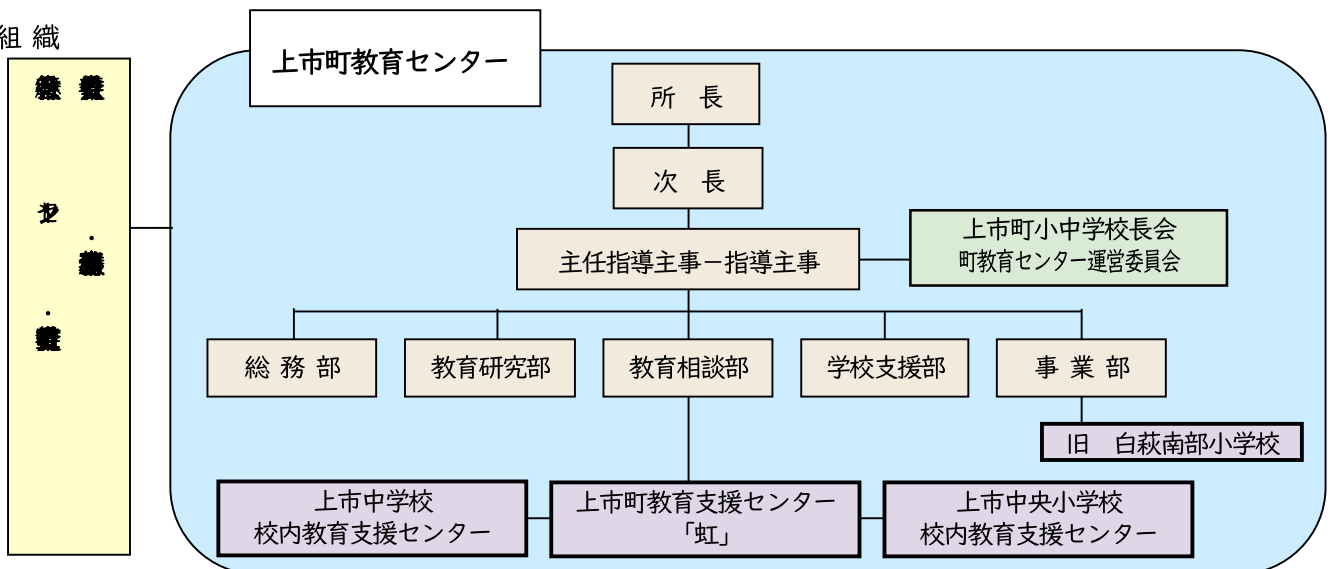 組 織
上市町教育センター
所 長
次 長
主任指導主事－指導主事
上市町小中学校長会
町教育センター運営委員会
総 務 部
教育研究部
教育相談部
学校支援部
事 業 部
旧 白萩南部小学校
上市中学校
校内教育支援センター
上市町教育支援センター
「虹」
上市中央小学校
校内教育支援センター